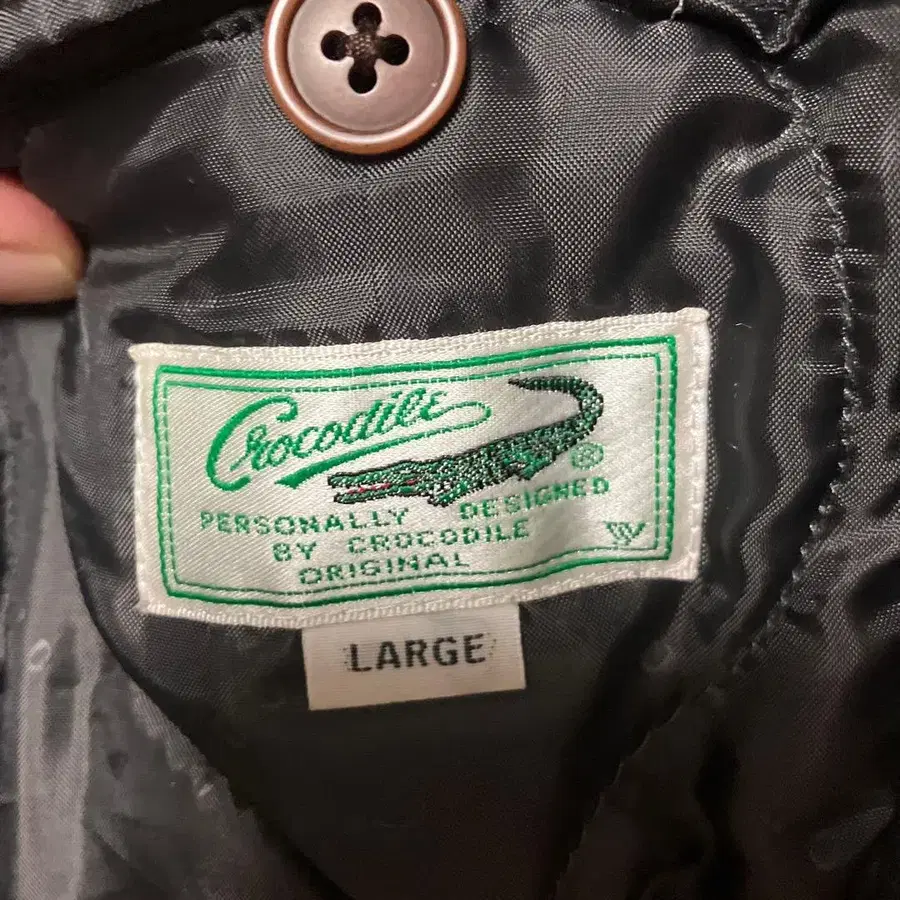 Crocodile
®
PERSONALLY DESIGNED
BY CROCODILE
ORIGINAL
LARGE